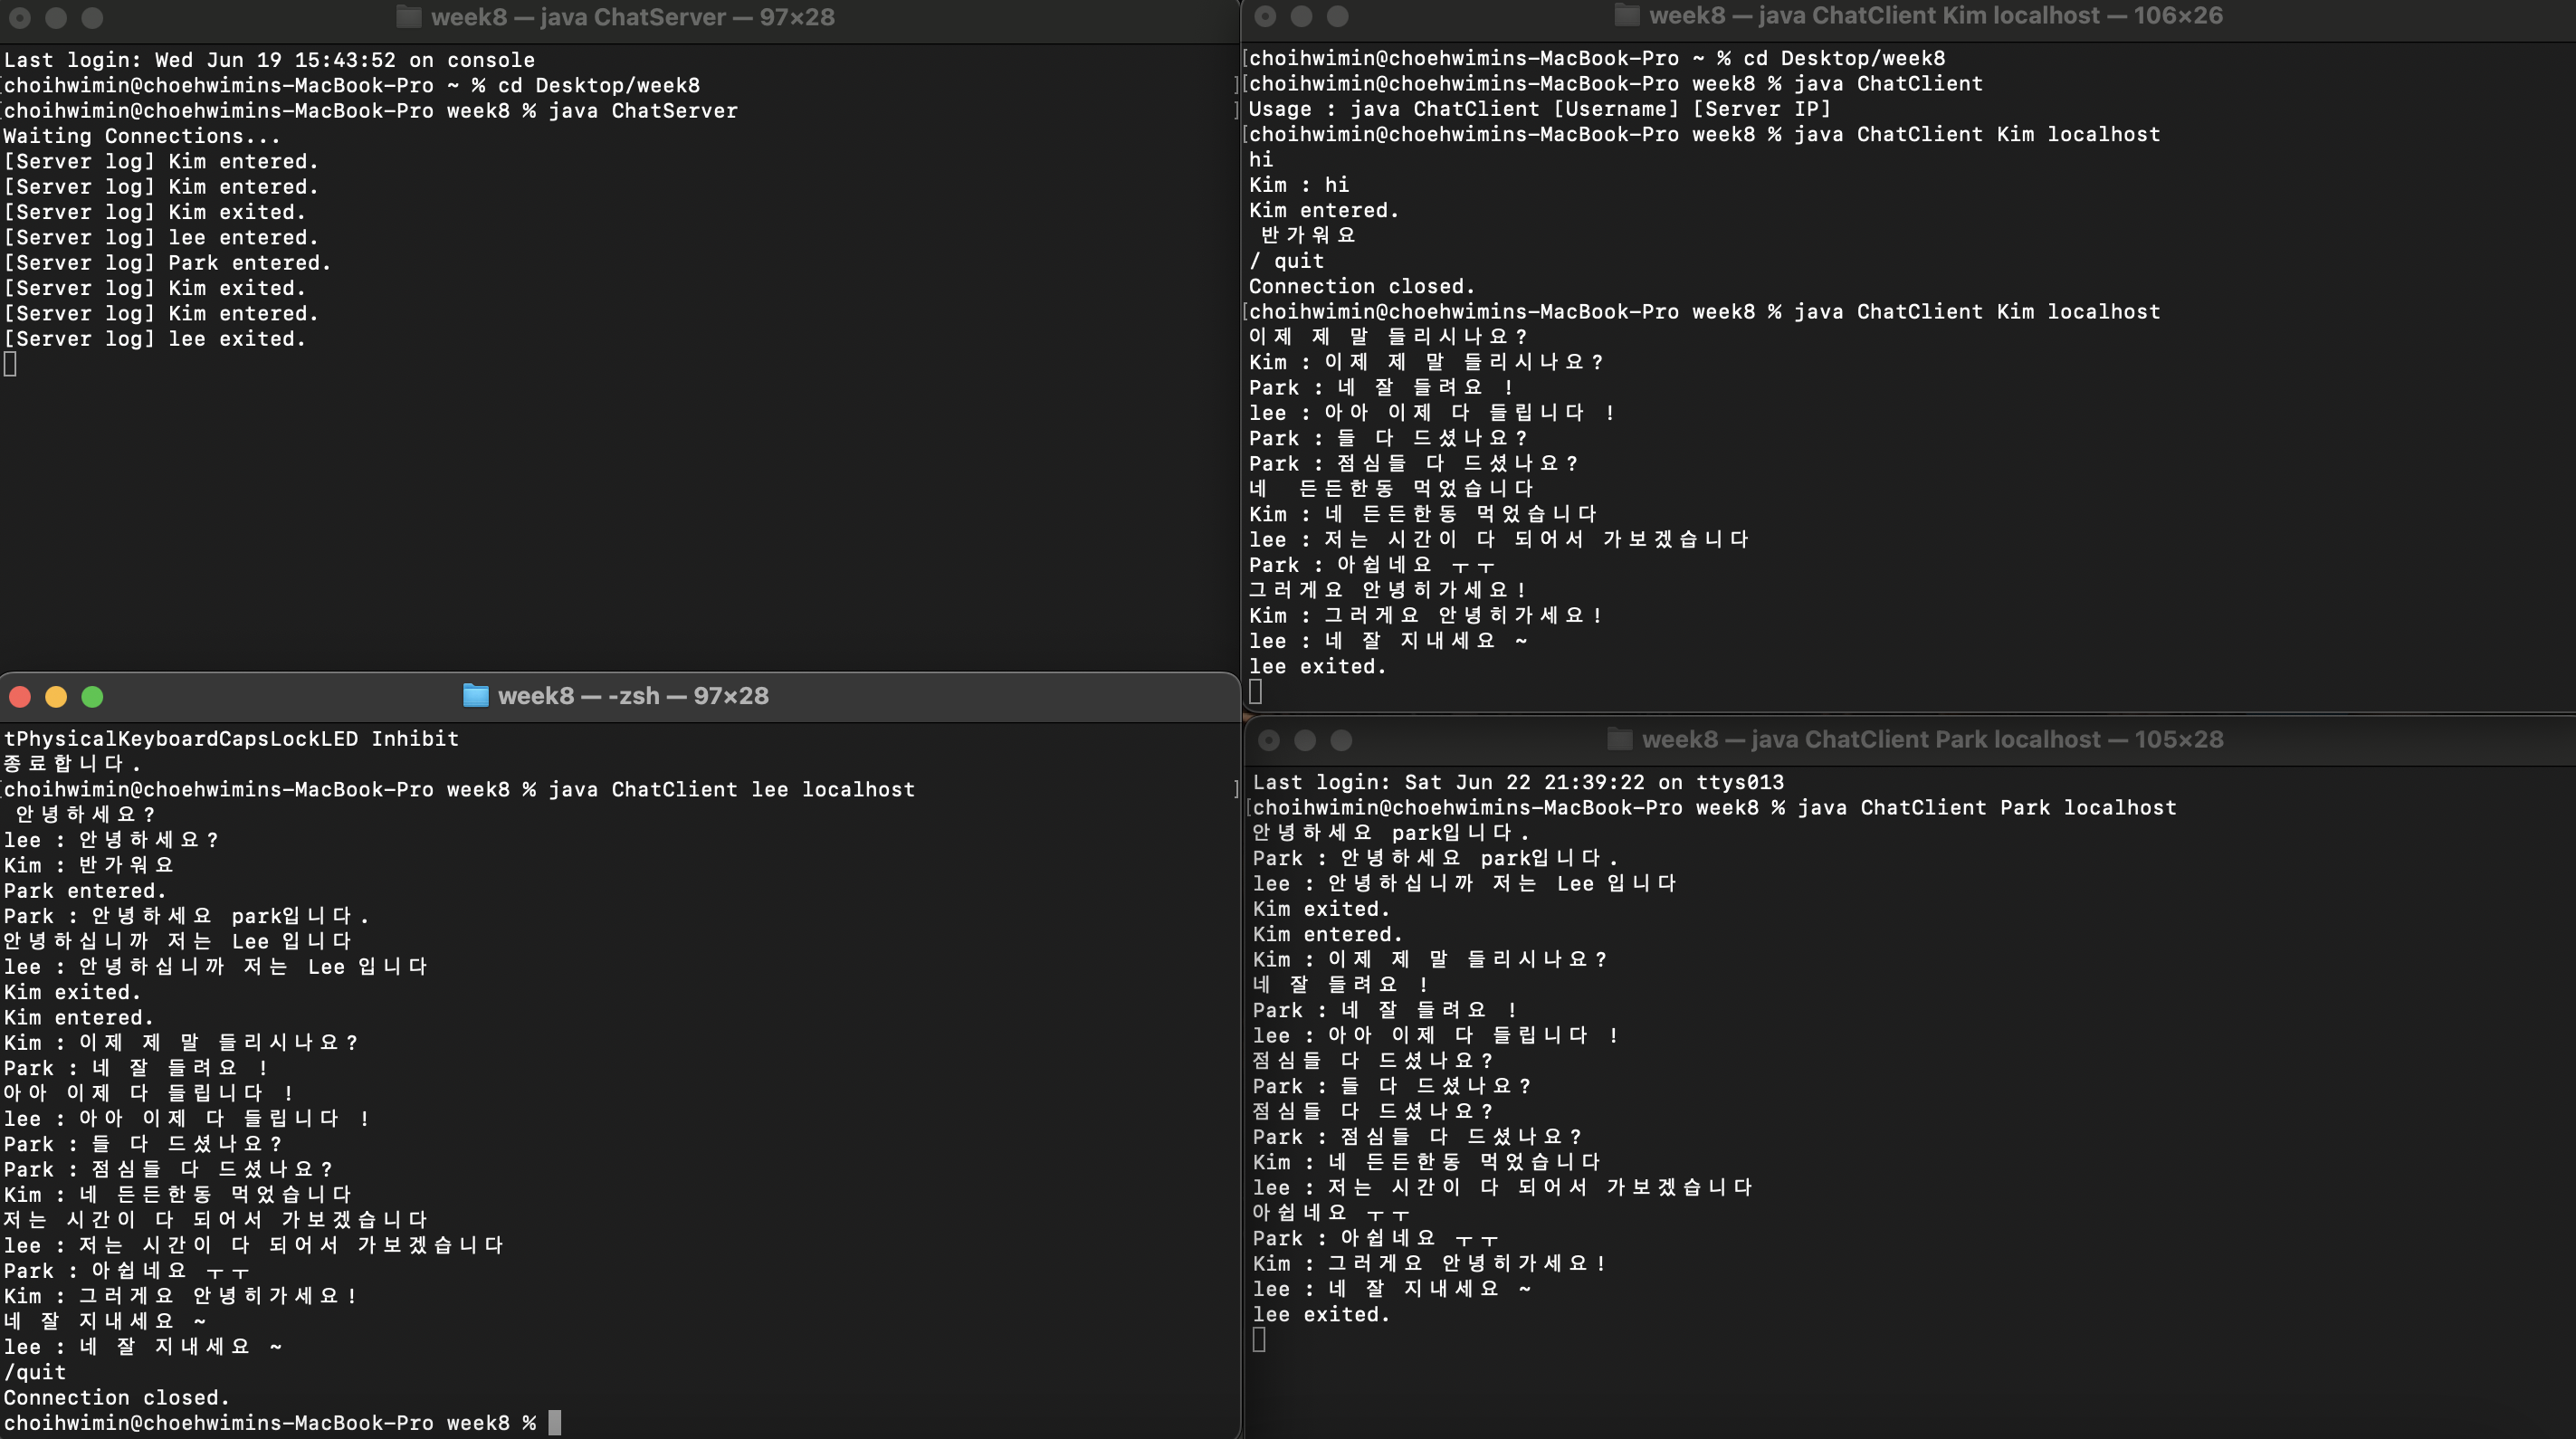 week8 — java ChatServer — 97×28
Last login: Wed Jun 19 15:43:52 on console
[choihwimin@choehwimins-MacBook-Pro ~ % cd Desktop/week8 ]
[choihwimin@choehwimins-MacBook-Pro week8 % java ChatServer ]
Waiting Connections...
[Server log] Kim entered.
[Server log] Kim entered.
[Server log] Kim exited.
[Server log] lee entered.
[Server log] Park entered.
[Server log] Kim exited.
[Server log] Kim entered.
[Server log] lee exited.
week8 — java ChatClient Kim localhost — 106×26
[choihwimin@choehwimins-MacBook-Pro ~ % cd Desktop/week8
[choihwimin@choehwimins-MacBook-Pro week8 % java ChatClient
Usage : java ChatClient [Username] [Server IP]
[choihwimin@choehwimins-MacBook-Pro week8 % java ChatClient Kim localhost
hi
Kim : hi
Kim entered.
반가워요
/ quit
Connection closed.
[choihwimin@choehwimins-MacBook-Pro week8 % java ChatClient Kim localhost
이제 제 말 들리시나요?
Kim : 이제 제 말 들리시나요?
Park : 네 잘 들려요 !
lee : 아아 이제 다 들립니다 !
Park : 들 다 드셨나요?
Park : 점심들 다 드셨나요?
네  든든한동 먹었습니다
Kim : 네 든든한동 먹었습니다
lee : 저는 시간이 다 되어서 가보겠습니다
Park : 아쉽네요 ㅜㅜ
그러게요 안녕히가세요!
Kim : 그러게요 안녕히가세요!
lee : 네 잘 지내세요 ~
lee exited.
week8 — -zsh — 97×28
tPhysicalKeyboardCapsLockLED Inhibit
종료합니다.
[choihwimin@choehwimins-MacBook-Pro week8 % java ChatClient lee localhost ]
안녕하세요?
lee : 안녕하세요?
Kim : 반가워요
Park entered.
Park : 안녕하세요 park입니다.
안녕하십니까 저는 Lee 입니다
lee : 안녕하십니까 저는 Lee 입니다
Kim exited.
Kim entered.
Kim : 이제 제 말 들리시나요?
Park : 네 잘 들려요 !
아아 이제 다 들립니다 !
lee : 아아 이제 다 들립니다 !
Park : 들 다 드셨나요?
Park : 점심들 다 드셨나요?
Kim : 네 든든한동 먹었습니다
저는 시간이 다 되어서 가보겠습니다
lee : 저는 시간이 다 되어서 가보겠습니다
Park : 아쉽네요 ㅜㅜ
Kim : 그러게요 안녕히가세요!
네 잘 지내세요 ~
lee : 네 잘 지내세요 ~
/quit
Connection closed.
choihwimin@choehwimins-MacBook-Pro week8 %
week8 — java ChatClient Park localhost — 105×28
Last login: Sat Jun 22 21:39:22 on ttys013
[choihwimin@choehwimins-MacBook-Pro week8 % java ChatClient Park localhost
안녕하세요 park입니다.
Park : 안녕하세요 park입니다.
lee : 안녕하십니까 저는 Lee 입니다
Kim exited.
Kim entered.
Kim : 이제 제 말 들리시나요?
네 잘 들려요 !
Park : 네 잘 들려요 !
lee : 아아 이제 다 들립니다 !
점심들 다 드셨나요?
Park : 들 다 드셨나요?
점심들 다 드셨나요?
Park : 점심들 다 드셨나요?
Kim : 네 든든한동 먹었습니다
lee : 저는 시간이 다 되어서 가보겠습니다
아쉽네요 ㅜㅜ
Park : 아쉽네요 ㅜㅜ
Kim : 그러게요 안녕히가세요!
lee : 네 잘 지내세요 ~
lee exited.